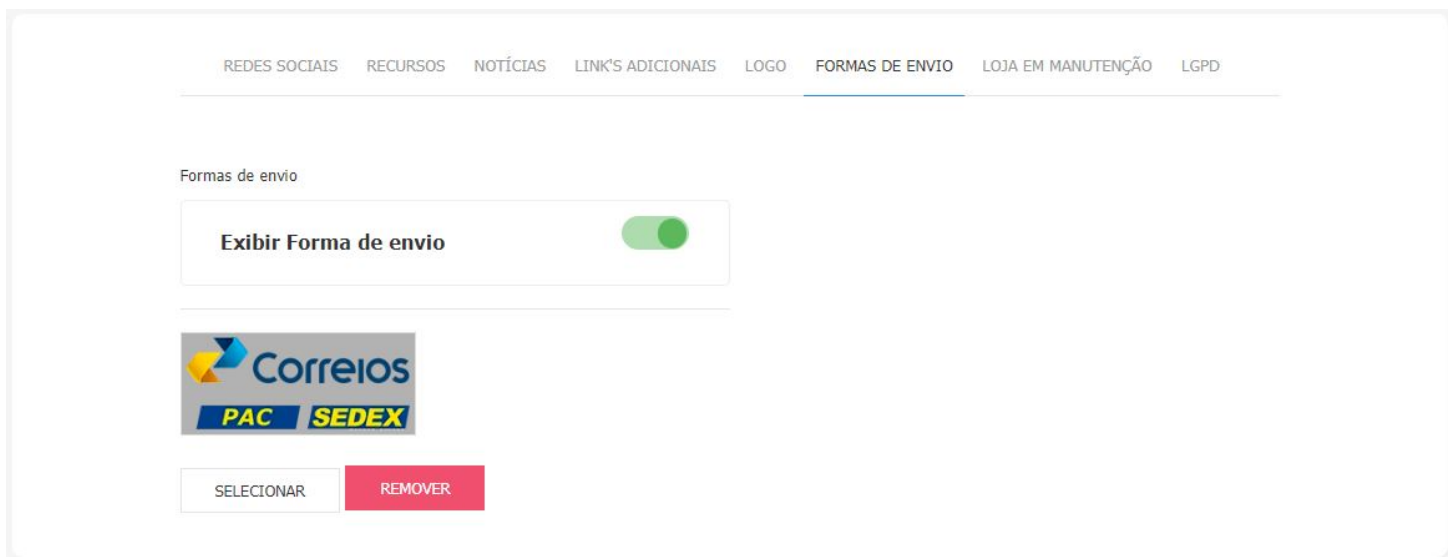 REDES SOCIAIS RECURSOS NOTÍCIAS LINK'S ADICIONAIS LOGO FORMAS DE ENVIO LOJA EM MANUTENÇÃO LGPD
Formas de envio
Exibir Forma de envio
Correios
PAC SEDEX
SELECIONAR REMOVER